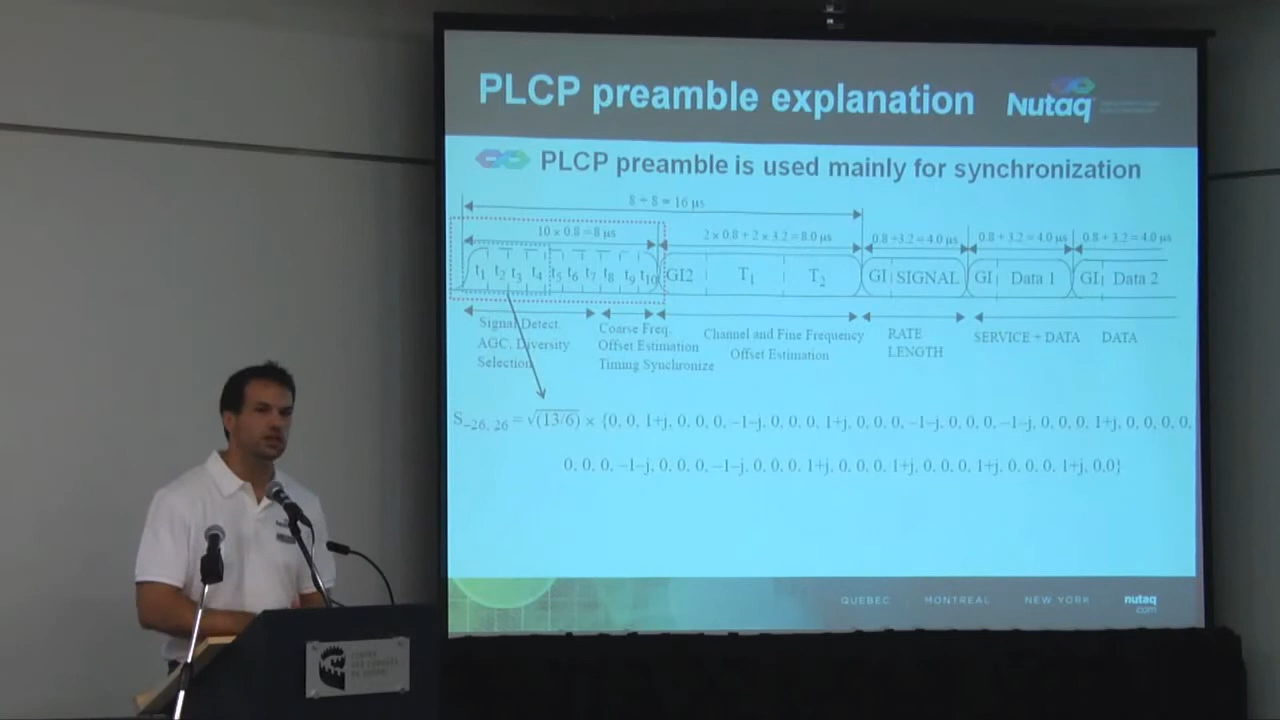 PLCP preamble explanation
Nutaq
PLCP preamble is used mainly for synchronization
8 + 8 = 16 μs
10 x 0.8 = 8 μs
2 x 0.8 + 2 x 3.2 = 8.0 μs
0.8 +3.2 = 4.0 μs
0.8 + 3.2 = 4.0 μs
0.8 + 3.2 = 4.0 μs
t1 t2 t3 t4 t5 t6 t7 t8 t9 t10 GI2 T1 T2 GI SIGNAL GI Data 1 GI Data 2
Signal Detect.
AGC, Diversity
Selection
Coarse Freq.
Offset Estimation
Timing Synchronize
Channel and Fine Frequency
Offset Estimation
RATE
LENGTH
SERVICE + DATA
DATA
S–26, 26 = √(13/6) × {0, 0, 1+j, 0, 0, 0, –1–j, 0, 0, 0, 1+j, 0, 0, 0, –1–j, 0, 0, 0, –1–j, 0, 0, 0, 1+j, 0, 0, 0, 0,
0, 0, 0, –1–j, 0, 0, 0, –1–j, 0, 0, 0, 1+j, 0, 0, 0, 1+j, 0, 0, 0, 1+j, 0, 0, 0, 1+j, 0,0}
QUEBEC MONTREAL NEW YORK nutaq
.com
CENTRE
DES CONGRÈS
DE QUÉBEC